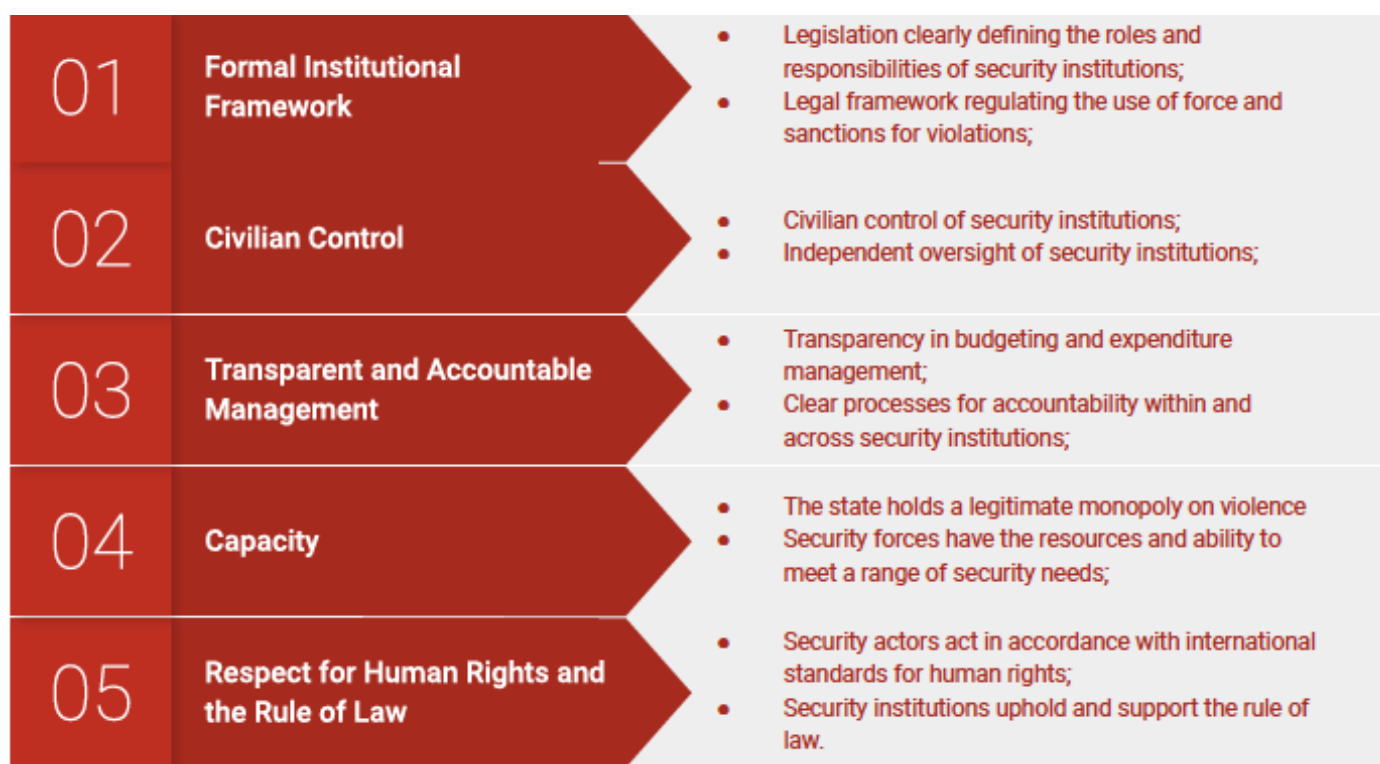 01
Formal Institutional
Framework
• Legislation clearly defining the roles and
responsibilities of security institutions;
• Legal framework regulating the use of force and
sanctions for violations;
02
Civilian Control
• Civilian control of security institutions;
• Independent oversight of security institutions;
03
Transparent and Accountable
Management
• Transparency in budgeting and expenditure
management;
• Clear processes for accountability within and
across security institutions;
04
Capacity
• The state holds a legitimate monopoly on violence
• Security forces have the resources and ability to
meet a range of security needs;
05
Respect for Human Rights and
the Rule of Law
• Security actors act in accordance with international
standards for human rights;
• Security institutions uphold and support the rule of
law.